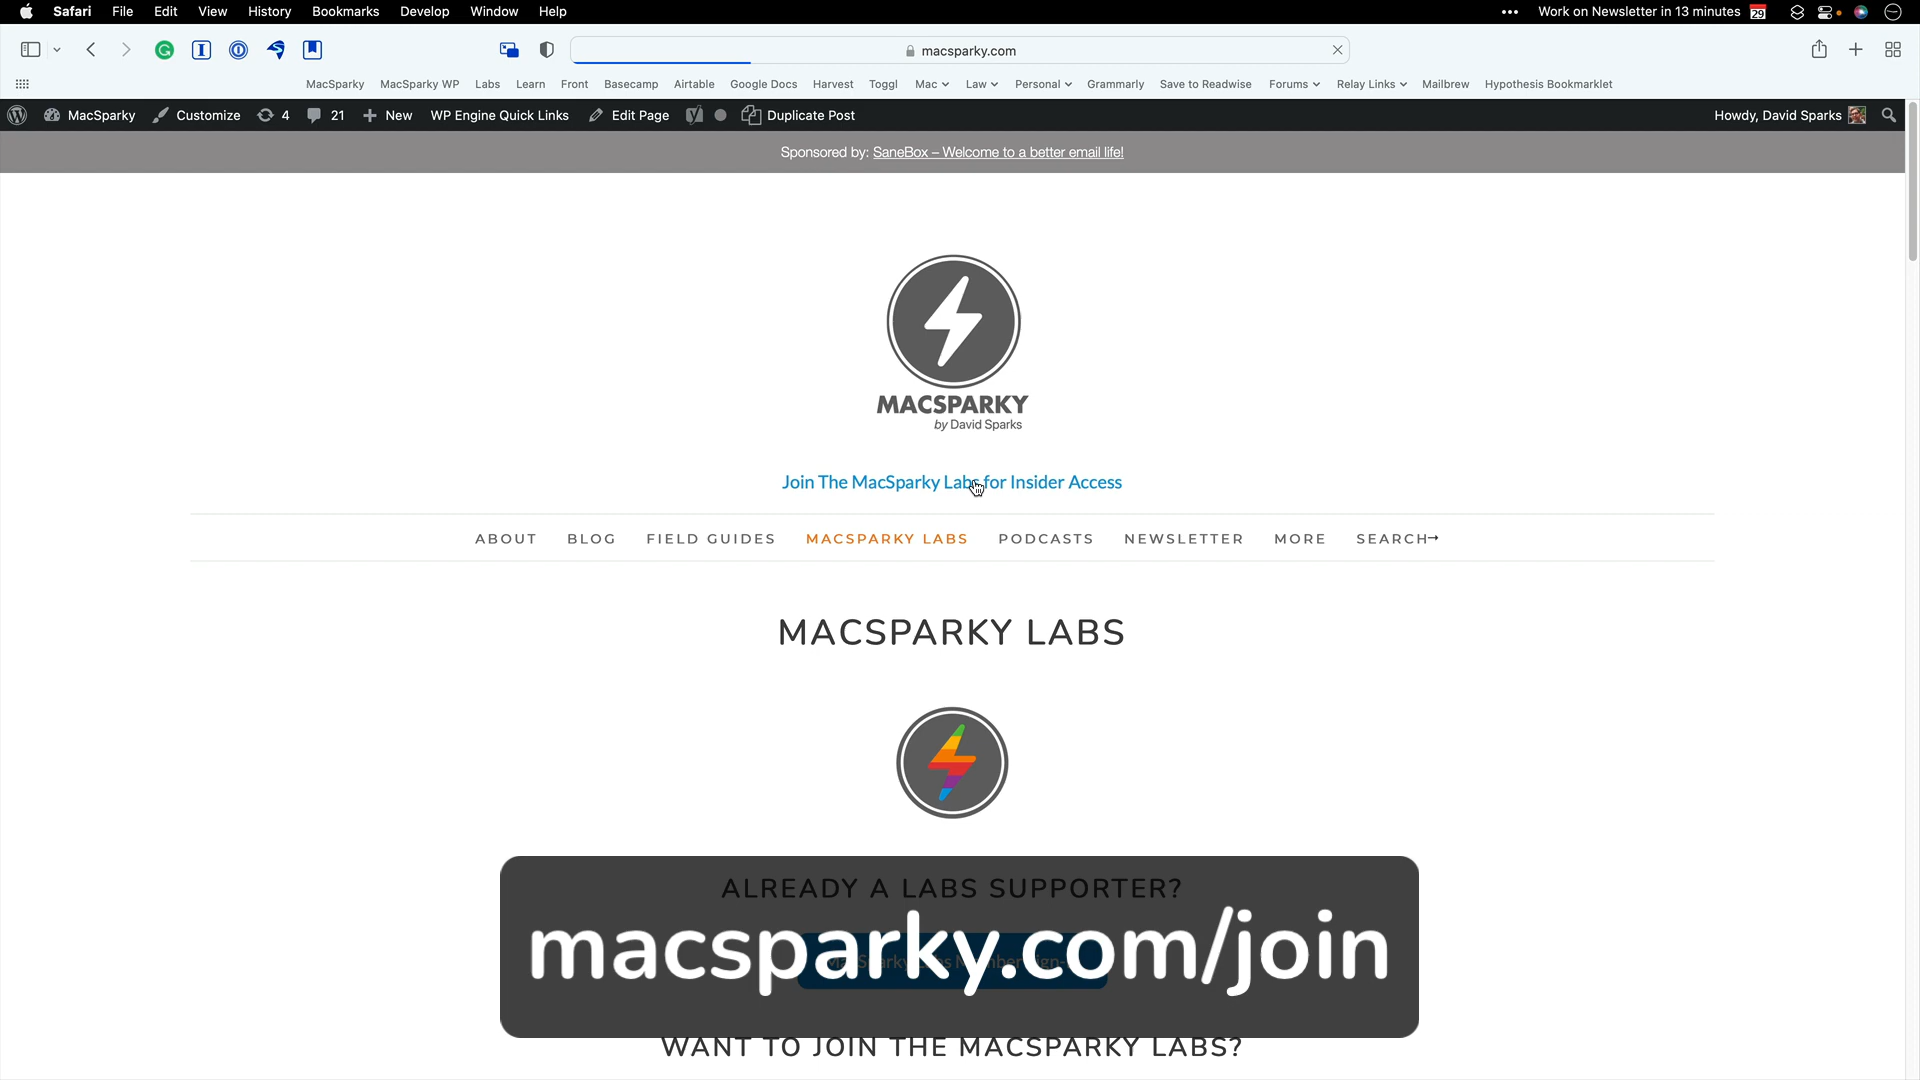 Safari File Edit View History Bookmarks Develop Window Help
Work on Newsletter in 13 minutes 29
macsparky.com
MacSparky MacSparky WP Labs Learn Front Basecamp Airtable Google Docs Harvest Toggl Mac Law Personal Grammarly Save to Readwise Forums Relay Links Mailbrew Hypothesis Bookmarklet
MacSparky Customize 4 21 New WP Engine Quick Links Edit Page Duplicate Post
Howdy, David Sparks
Sponsored by: SaneBox – Welcome to a better email life!
MACSPARKY
by David Sparks
Join The MacSparky Labs for Insider Access
ABOUT BLOG FIELD GUIDES MACSPARKY LABS PODCASTS NEWSLETTER MORE SEARCH→
MACSPARKY LABS
ALREADY A LABS SUPPORTER?
macsparky.com/join
WANT TO JOIN THE MACSPARKY LABS?